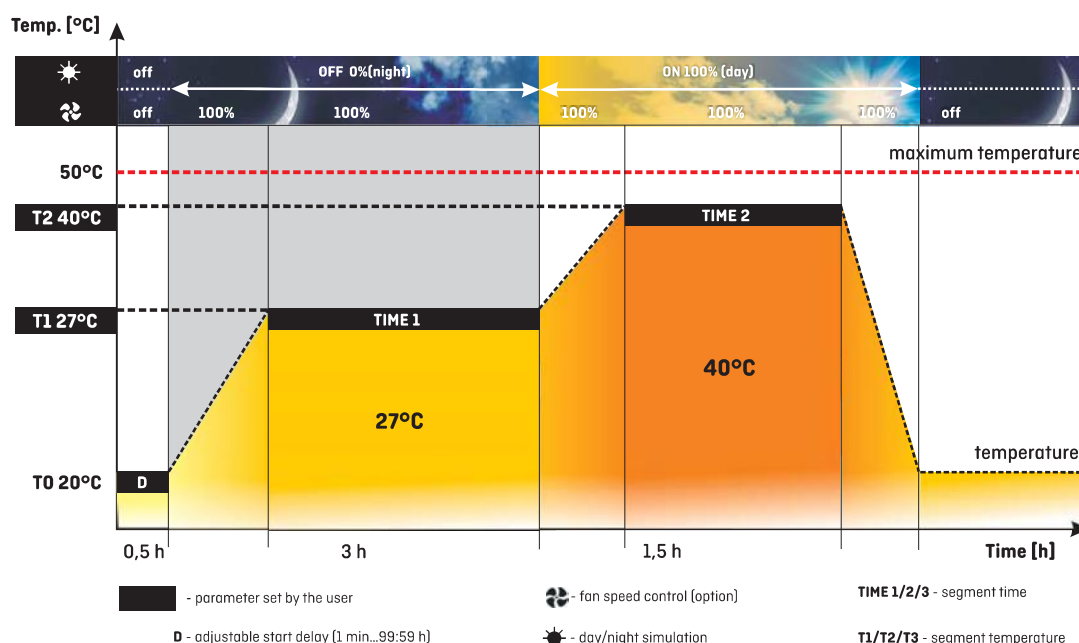 Temp. [°C]
off
OFF 0%(night)
ON 100% (day)
off
100%
100%
100%
100%
100%
off
maximum temperature
50°C
T2 40°C
TIME 2
T1 27°C
TIME 1
40°C
27°C
temperature
T0 20°C
D
0,5 h
3 h
1,5 h
Time [h]
- parameter set by the user
- fan speed control (option)
TIME 1/2/3 - segment time
D - adjustable start delay (1 min...99:59 h)
- day/night simulation
T1/T2/T3 - segment temperature